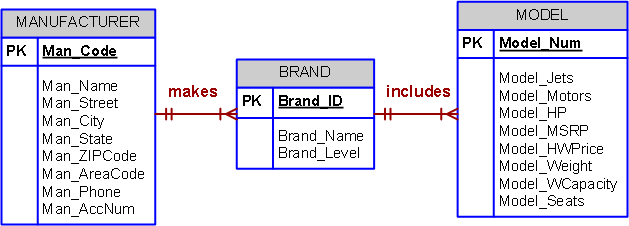 MANUFACTURER
PK Man_Code
Man_Name
Man_Street
Man_City
Man_State
Man_ZIPCode
Man_AreaCode
Man_Phone
Man_AccNum
makes
BRAND
PK Brand_ID
Brand_Name
Brand_Level
includes
MODEL
PK Model_Num
Model_Jets
Model_Motors
Model_HP
Model_MSRP
Model_HWPrice
Model_Weight
Model_WCapacity
Model_Seats